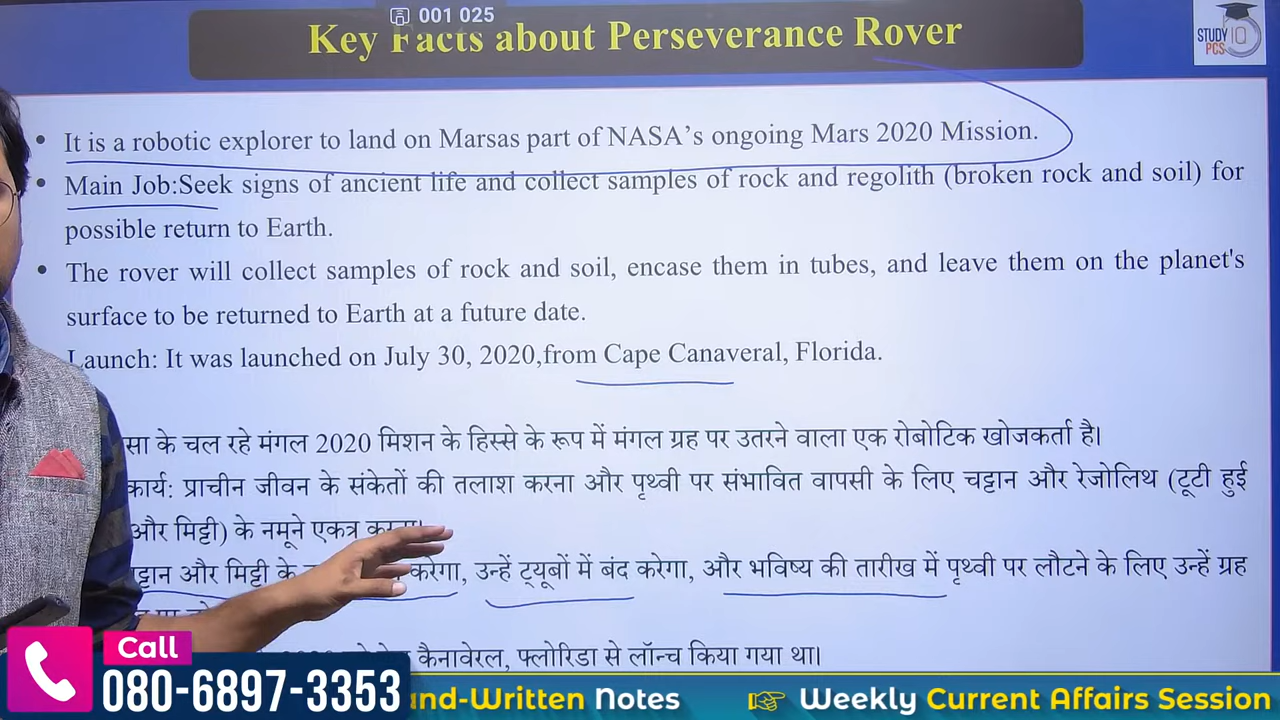 001 025
Key Facts about Perseverance Rover
STUDY IQ
PCS
• It is a robotic explorer to land on Marsas part of NASA's ongoing Mars 2020 Mission.
• Main Job:Seek signs of ancient life and collect samples of rock and regolith (broken rock and soil) for
possible return to Earth.
• The rover will collect samples of rock and soil, encase them in tubes, and leave them on the planet's
surface to be returned to Earth at a future date.
Launch: It was launched on July 30, 2020,from Cape Canaveral, Florida.
सा के चल रहे मंगल 2020 मिशन के हिस्से के रूप में मंगल ग्रह पर उतरने वाला एक रोबोटिक खोजकर्ता है।
कार्य: प्राचीन जीवन के संकेतों की तलाश करना और पृथ्वी पर संभावित वापसी के लिए चट्टान और रेजोलिथ (टूटी हुई
और मिट्टी) के नमूने एकत्र करना।
ट्टान और मिट्टी के करेगा, उन्हें ट्यूबों में बंद करेगा, और भविष्य की तारीख में पृथ्वी पर लौटने के लिए उन्हें ग्रह
कैनावेरल, फ्लोरिडा से लॉन्च किया गया था।
Call
080-6897-3353
and-Written Notes
Weekly Current Affairs Session